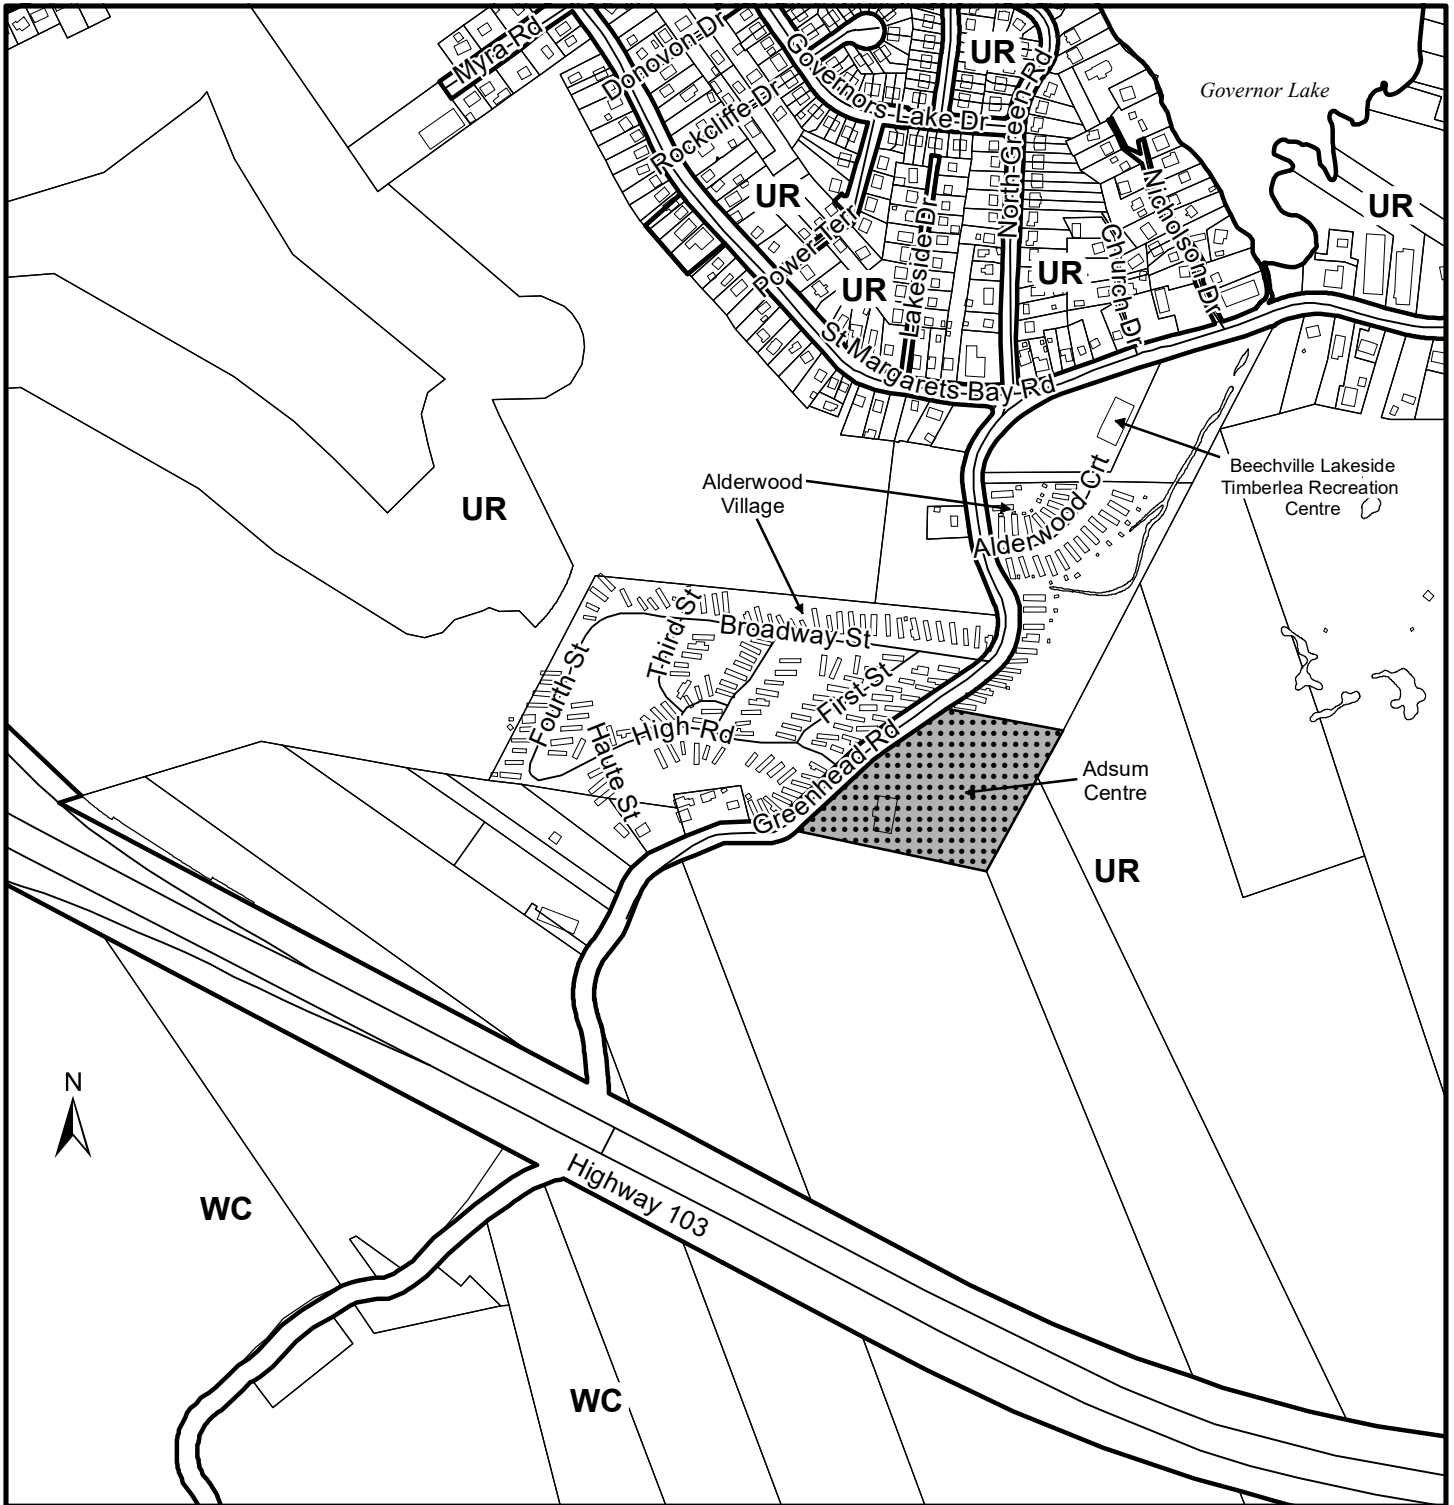 Myra Rd
Donovon Dr
Governors Lake Dr
UR
Governor Lake
Rockcliffe Dr
North Green Rd
UR
Power Terr
Lakeside Dr
Nicholson Dr
Church Dr
UR
UR
UR
St Margarets Bay Rd
Alderwood
Village
Beechville Lakeside
Timberlea Recreation
Centre
UR
Alderwood Crt
Third St
Broadway St
Fourth St
First St
High Rd
Haute St
Greenhead Rd
Adsum
Centre
UR
N
Highway 103
WC
WC